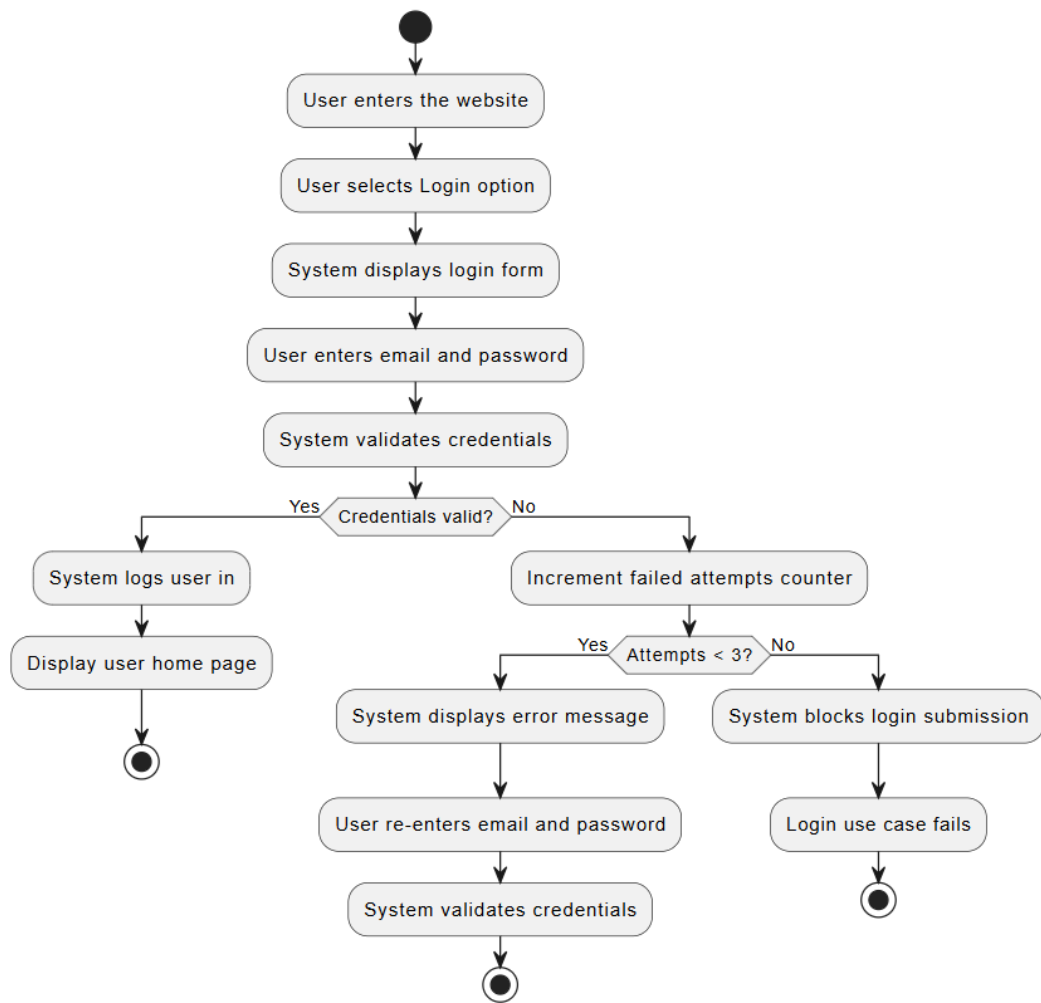 User enters the website
User selects Login option
System displays login form
User enters email and password
System validates credentials
Yes
Credentials valid?
No
System logs user in
Increment failed attempts counter
Display user home page
Yes
Attempts < 3?
No
System displays error message
System blocks login submission
User re-enters email and password
Login use case fails
System validates credentials